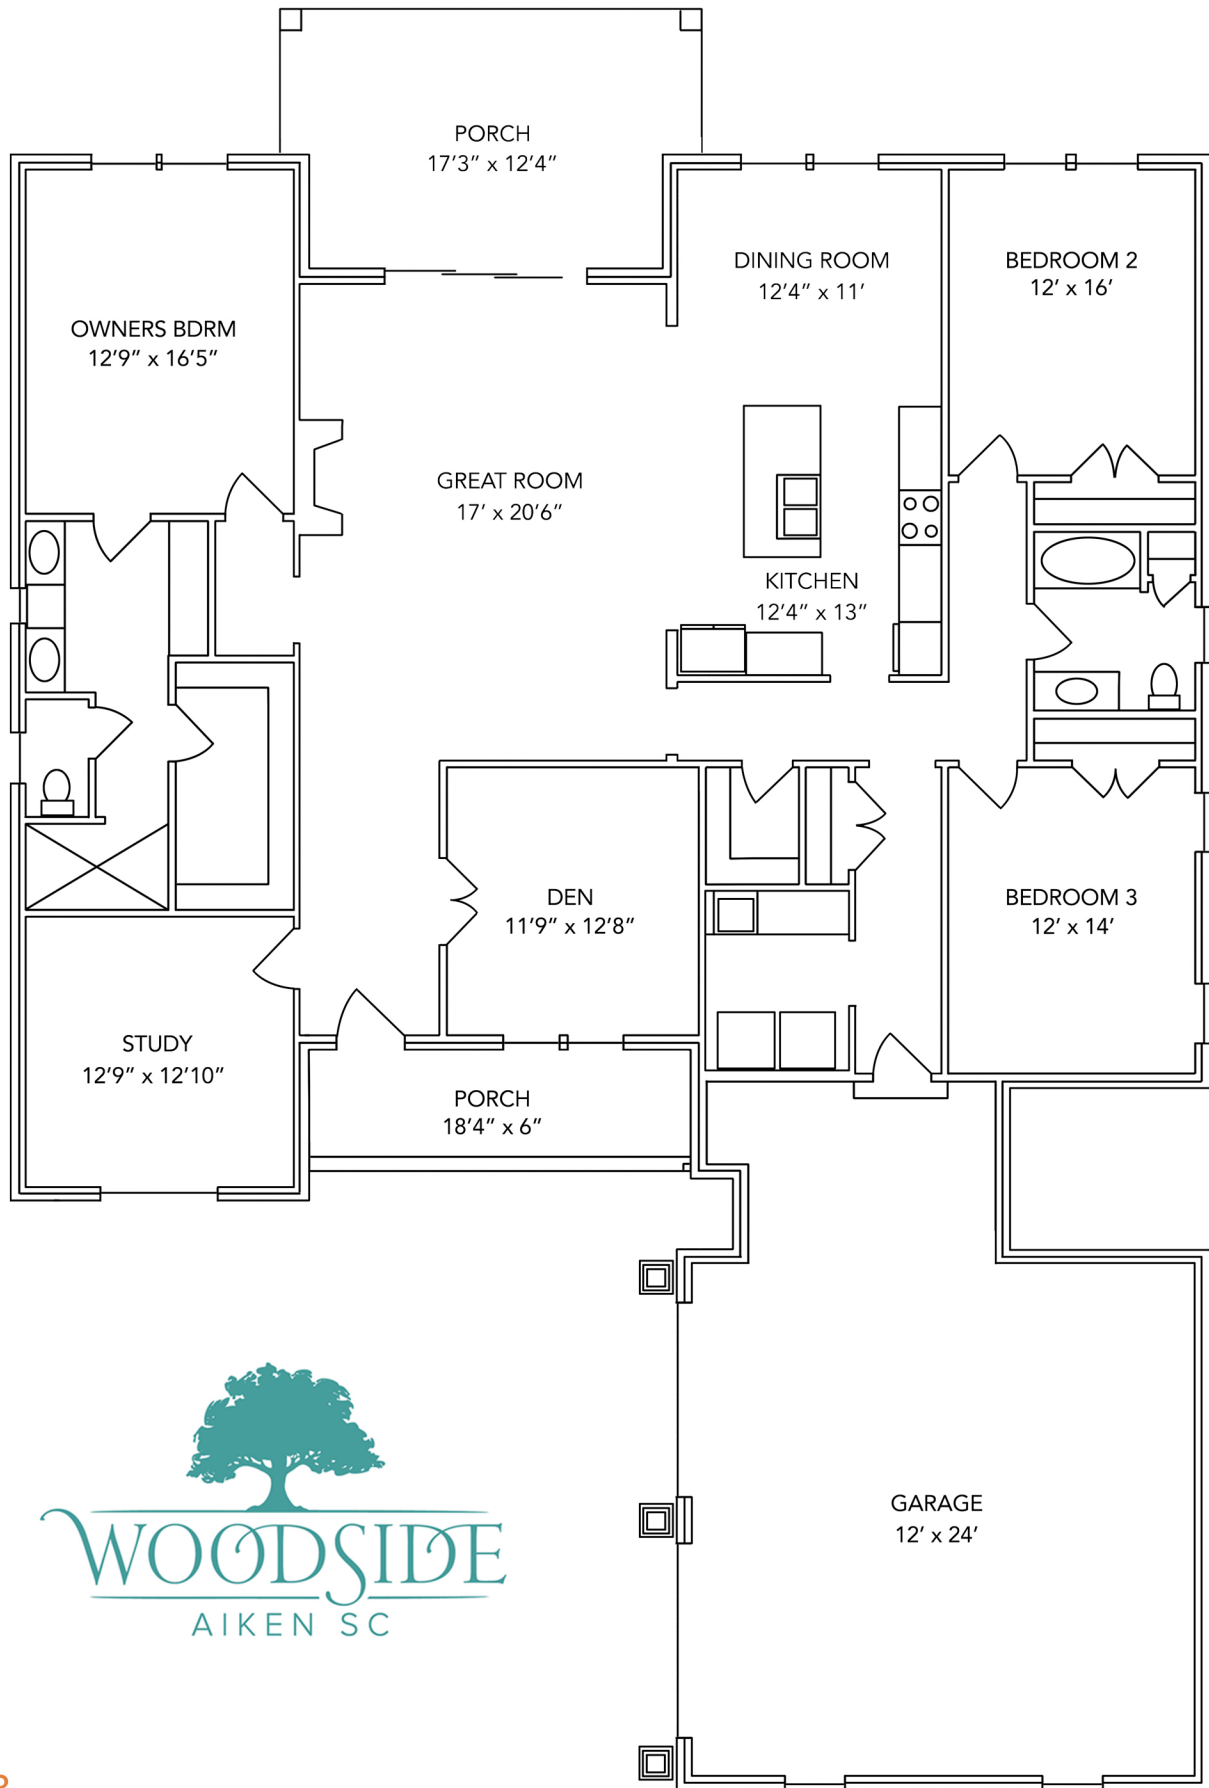 PORCH
17'3" x 12'4"
DINING ROOM
12'4" x 11'
BEDROOM 2
12' x 16'
OWNERS BDRM
12'9" x 16'5"
GREAT ROOM
17' x 20'6"
KITCHEN
12'4" x 13"
DEN
11'9" x 12'8"
BEDROOM 3
12' x 14'
STUDY
12'9" x 12'10"
PORCH
18'4" x 6"
GARAGE
12' x 24'
WOODSIDE
AIKEN SC